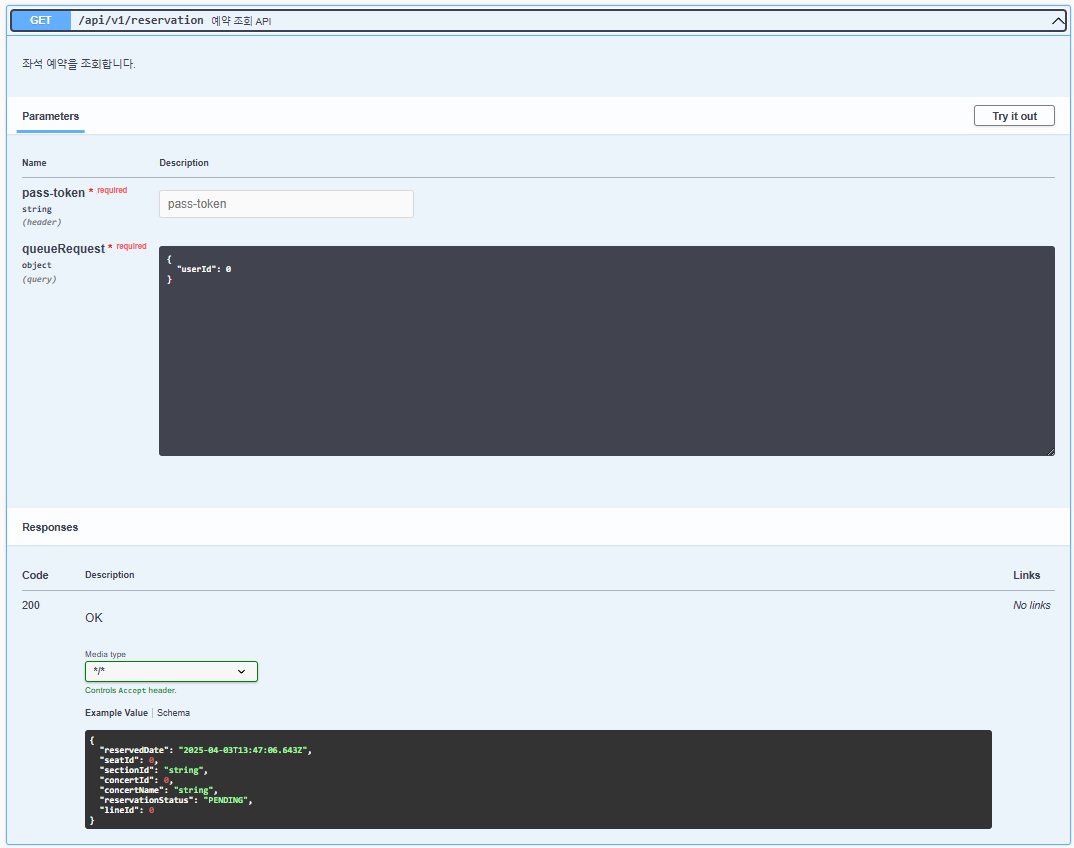 GET /api/v1/reservation 예약 조회 API
좌석 예약을 조회합니다.
Parameters Try it out
Name Description
pass-token * required
string
(header)
pass-token
queueRequest * required
object
(query)
{
  "userId": 0
}
Responses
Code Description Links
200 OK No links
Media type
*/*
Controls Accept header.
Example Value | Schema
{
  "reservedDate": "2025-04-03T13:47:06.643Z",
  "seatId": 0,
  "sectionId": "string",
  "concertId": 0,
  "concertName": "string",
  "reservationStatus": "PENDING",
  "lineId": 0
}